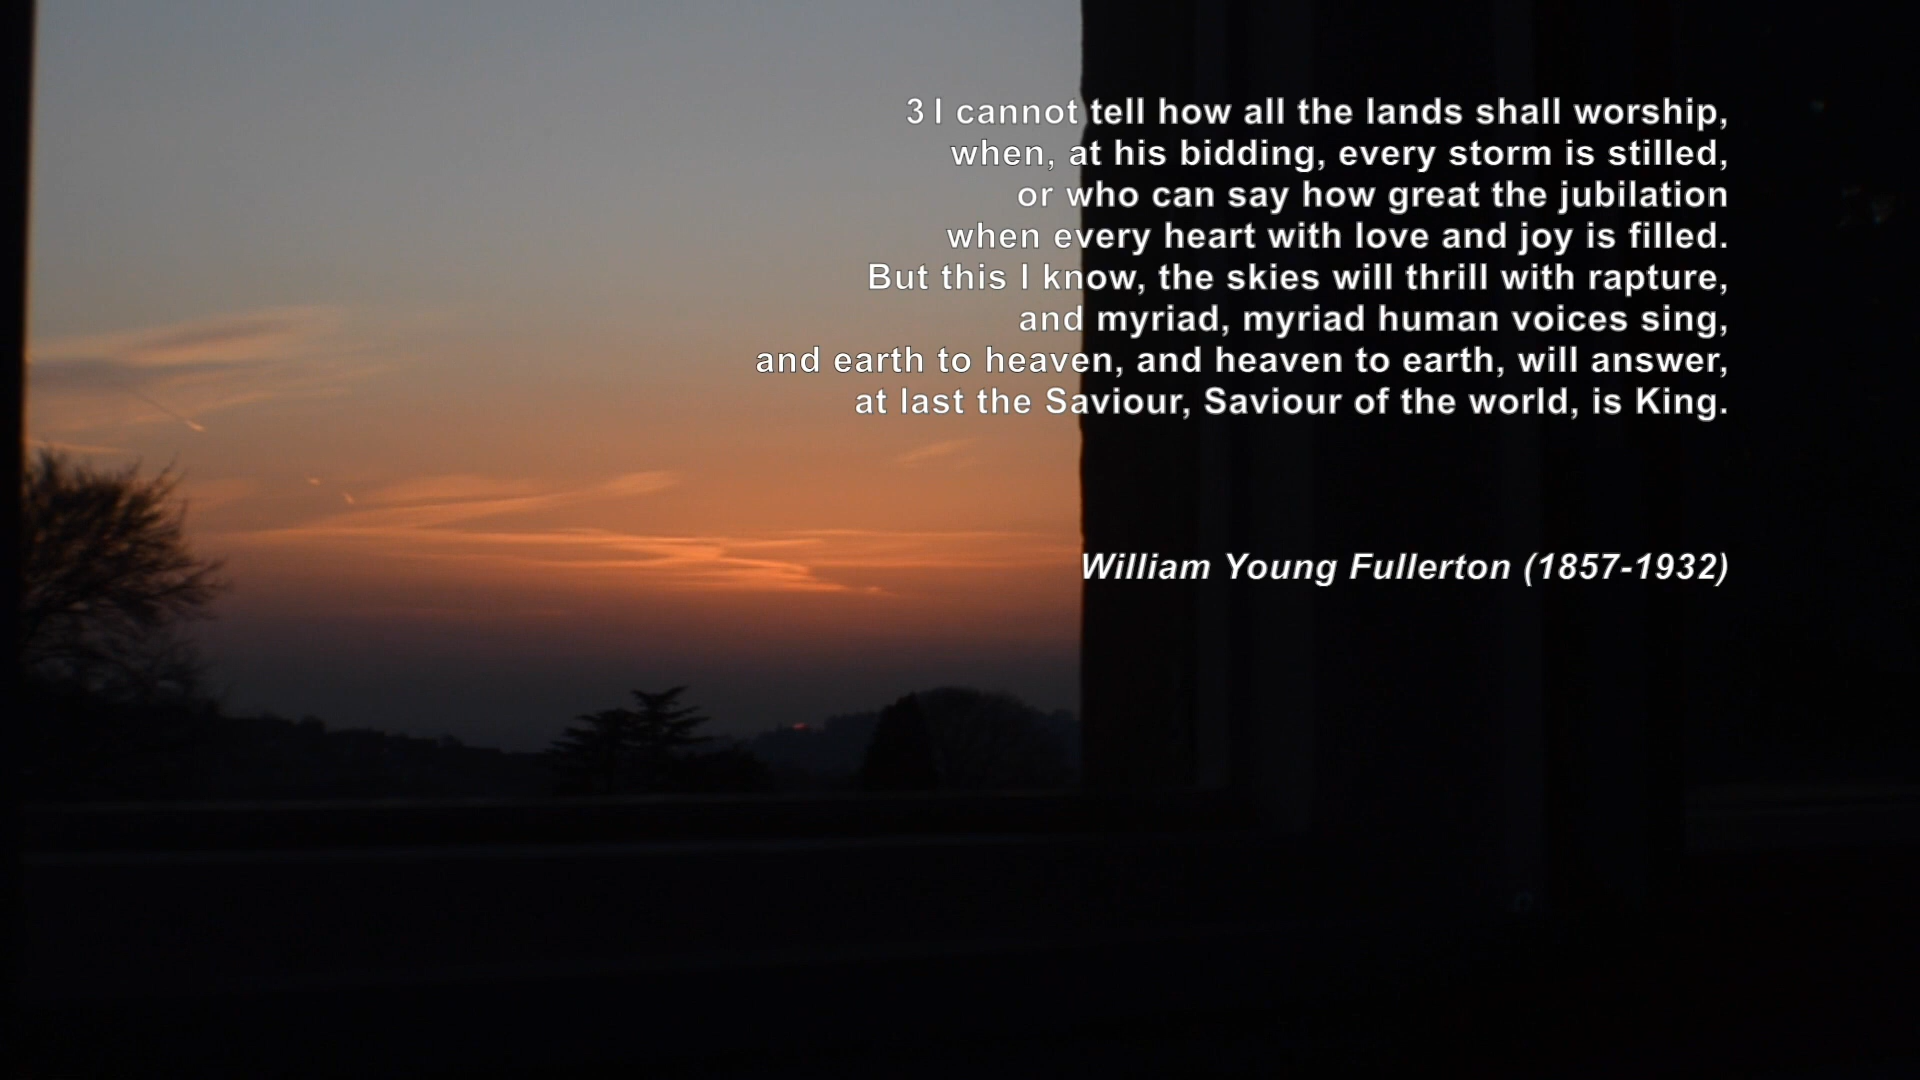 3 I cannot tell how all the lands shall worship,
when, at his bidding, every storm is stilled,
or who can say how great the jubilation
when every heart with love and joy is filled.
But this I know, the skies will thrill with rapture,
and myriad, myriad human voices sing,
and earth to heaven, and heaven to earth, will answer,
at last the Saviour, Saviour of the world, is King.
William Young Fullerton (1857-1932)